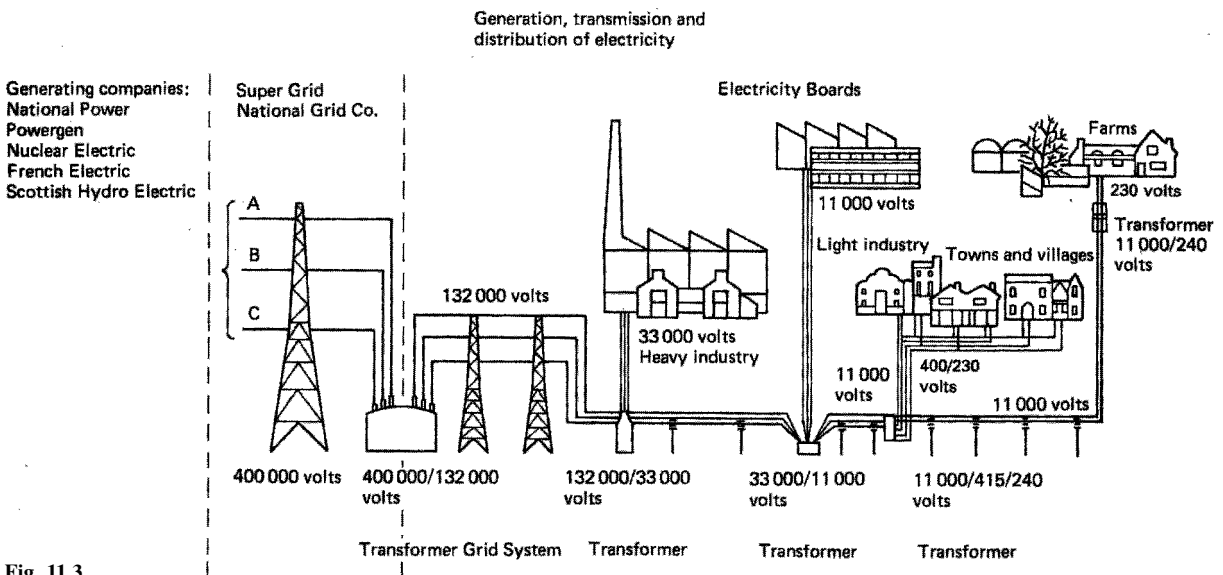 Generation, transmission and
distribution of electricity
Generating companies:
National Power
Powergen
Nuclear Electric
French Electric
Scottish Hydro Electric
Super Grid
National Grid Co.
Electricity Boards
A
B
C
400 000 volts
400 000/132 000
volts
132 000 volts
33 000 volts
Heavy industry
132 000/33 000
volts
11 000 volts
Light industry
Towns and villages
Farms
230 volts
Transformer
11 000/240
volts
11 000
volts
400/230
volts
11 000 volts
33 000/11 000
volts
11 000/415/240
volts
Transformer Grid System
Transformer
Transformer
Transformer
Fig. 11.3